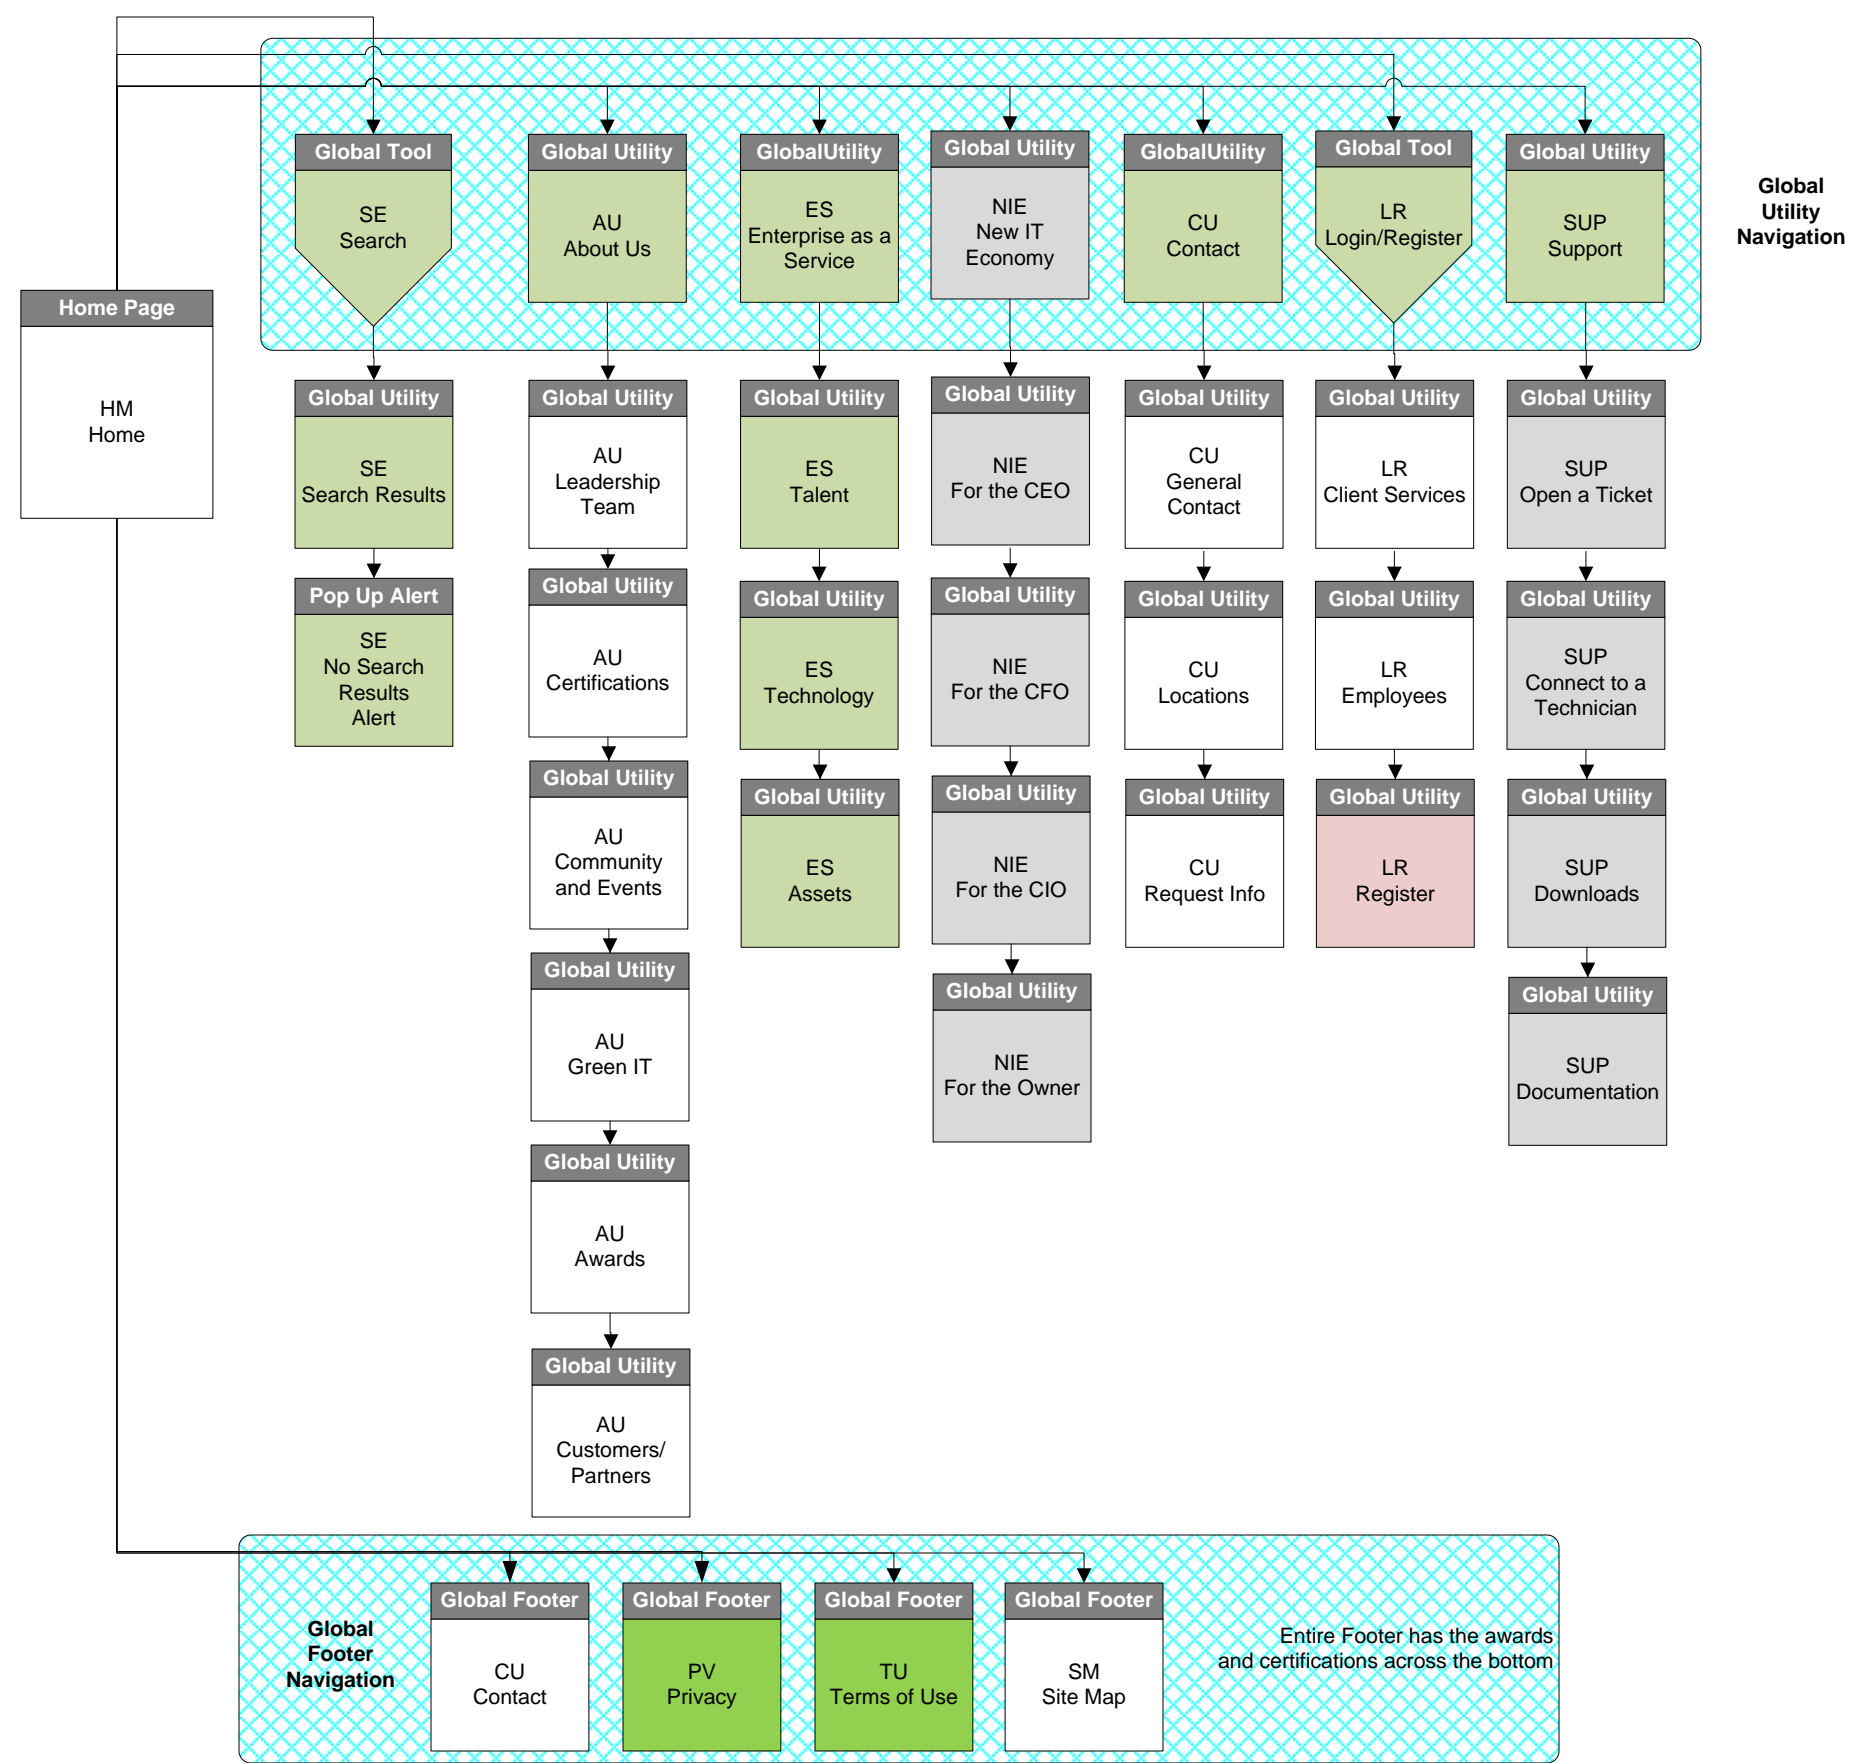 Global Tool
SE
Search
Global Utility
AU
About Us
GlobalUtility
ES
Enterprise as a
Service
Global Utility
NIE
New IT
Economy
GlobalUtility
CU
Contact
Global Tool
LR
Login/Register
Global Utility
SUP
Support
Global
Utility
Navigation
Home Page
HM
Home
Global Utility
SE
Search Results
Pop Up Alert
SE
No Search
Results
Alert
Global Utility
AU
Leadership
Team
Global Utility
AU
Certifications
Global Utility
AU
Community
and Events
Global Utility
AU
Green IT
Global Utility
AU
Awards
Global Utility
AU
Customers/
Partners
Global Utility
ES
Talent
Global Utility
ES
Technology
Global Utility
ES
Assets
Global Utility
NIE
For the CEO
Global Utility
NIE
For the CFO
Global Utility
NIE
For the CIO
Global Utility
NIE
For the Owner
Global Utility
CU
General
Contact
Global Utility
CU
Locations
Global Utility
CU
Request Info
Global Utility
LR
Client Services
Global Utility
LR
Employees
Global Utility
LR
Register
Global Utility
SUP
Open a Ticket
Global Utility
SUP
Connect to a
Technician
Global Utility
SUP
Downloads
Global Utility
SUP
Documentation
Global
Footer
Navigation
Global Footer
CU
Contact
Global Footer
PV
Privacy
Global Footer
TU
Terms of Use
Global Footer
SM
Site Map
Entire Footer has the awards
and certifications across the bottom